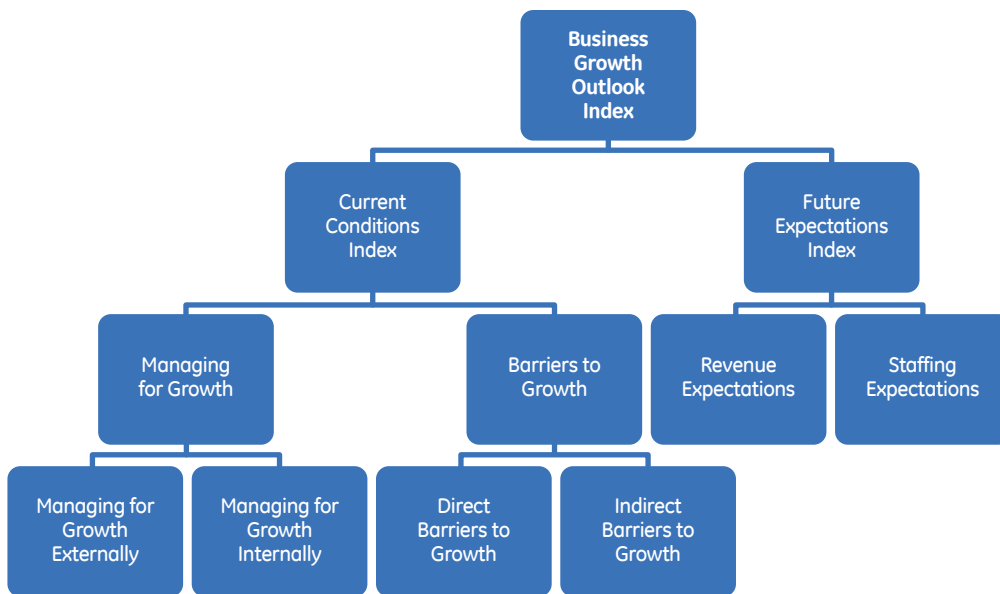 Business
Growth
Outlook
Index
Current
Conditions
Index
Future
Expectations
Index
Managing
for Growth
Barriers to
Growth
Revenue
Expectations
Staffing
Expectations
Managing for
Growth
Externally
Managing for
Growth
Internally
Direct
Barriers to
Growth
Indirect
Barriers to
Growth